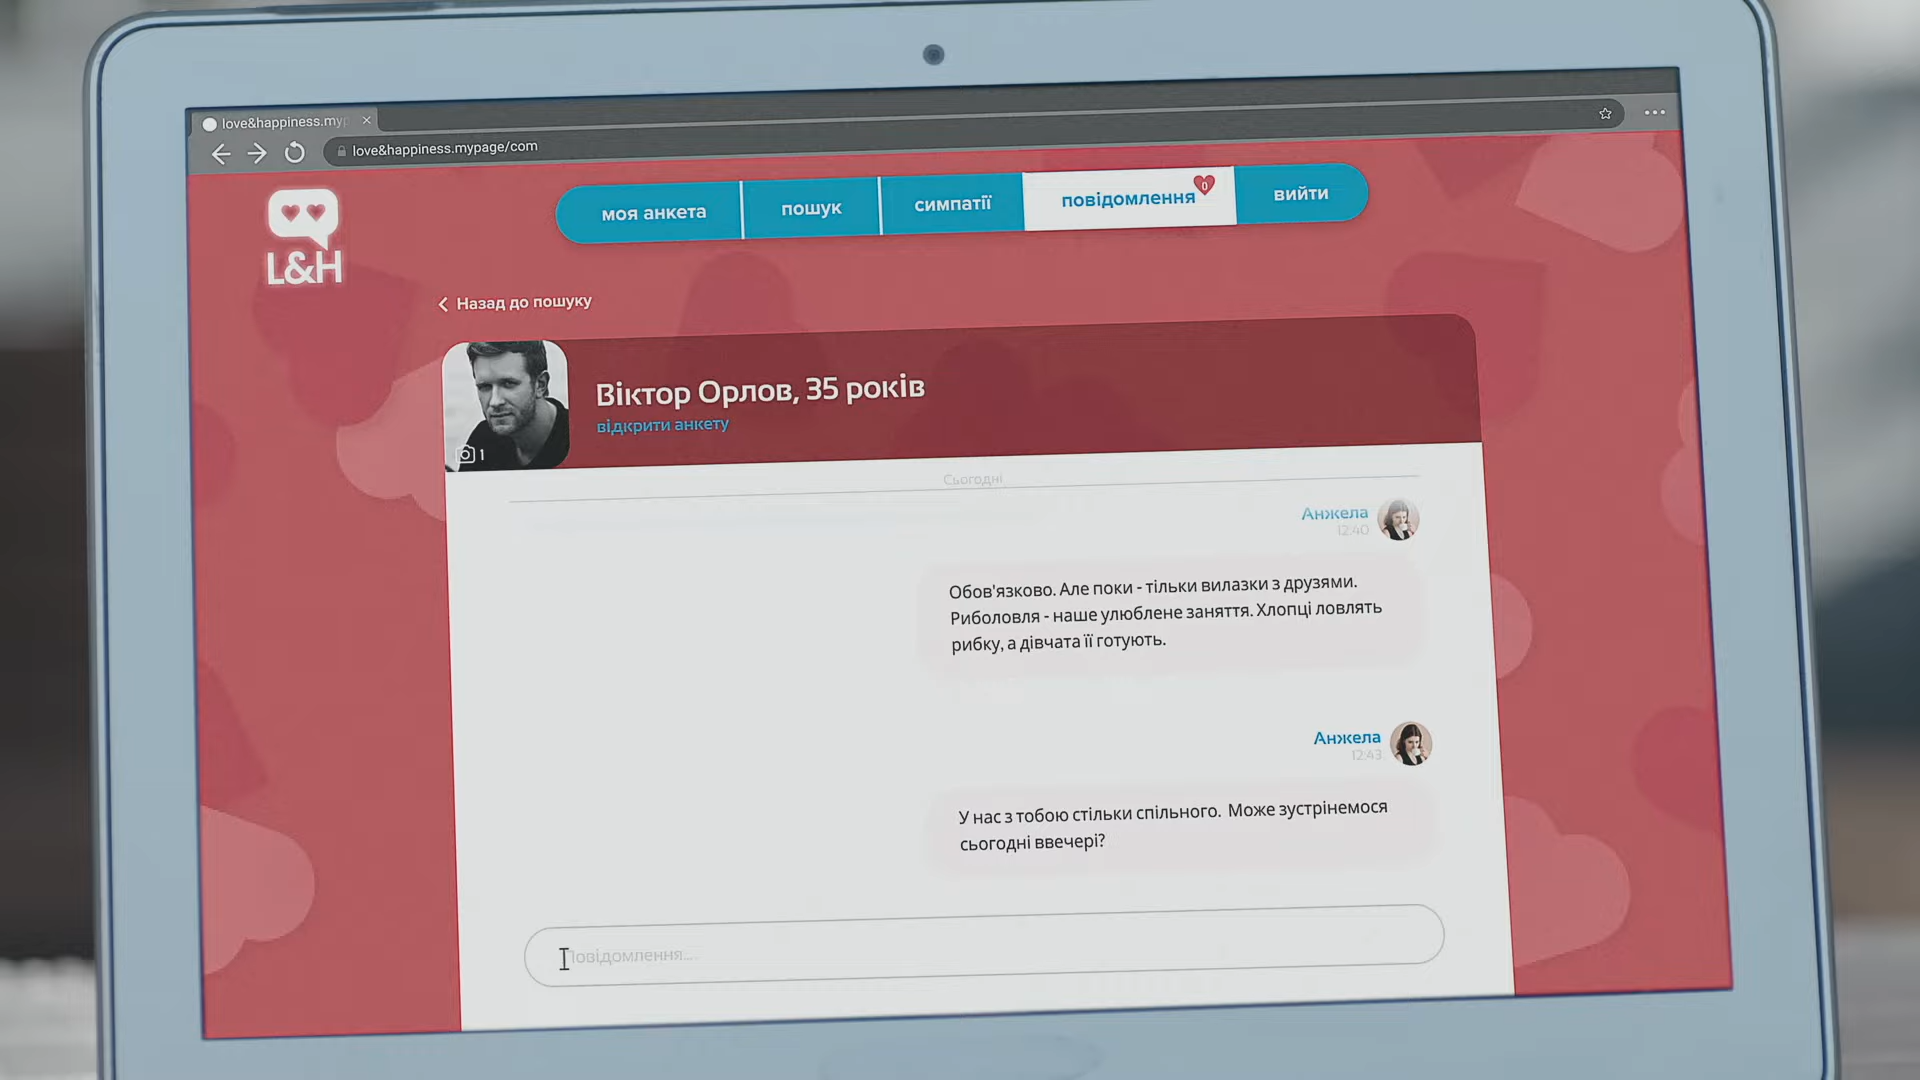 love&happiness.myp
love&happiness.mypage/com
L&H
моя анкета
пошук
симпатії
повідомлення
0
вийти
Назад до пошуку
Віктор Орлов, 35 років
відкрити анкету
1
Сьогодні
Анжела
12:40
Обов'язково. Але поки - тільки вилазки з друзями.
Риболовля - наше улюблене заняття. Хлопці ловлять
рибку, а дівчата її готують.
Анжела
12:43
У нас з тобою стільки спільного. Може зустрінемося
сьогодні ввечері?
Повідомлення...